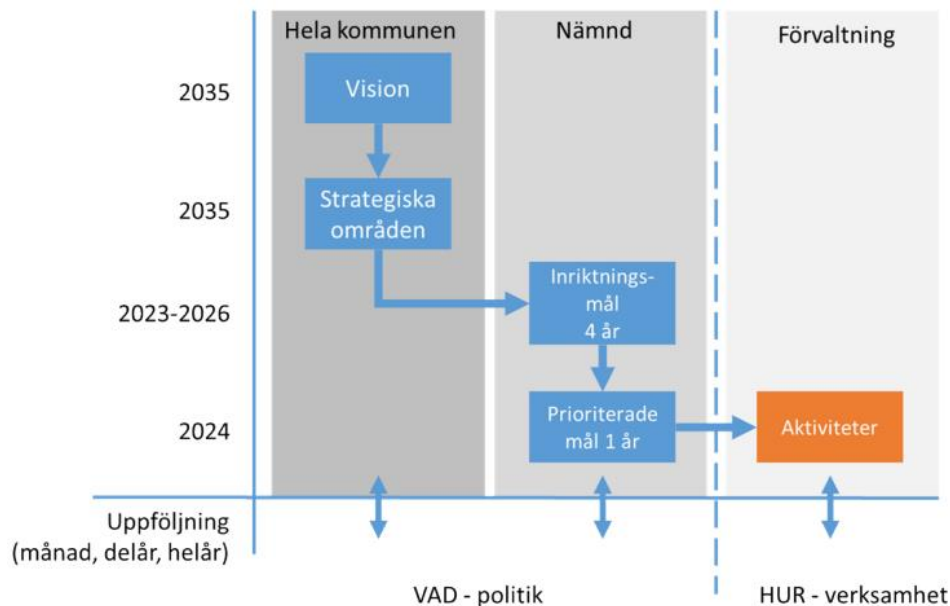 Hela kommunen
Nämnd
Förvaltning
2035
Vision
2035
Strategiska
områden
2023-2026
Inriktnings-
mål
4 år
2024
Prioriterade
mål 1 år
Aktiviteter
Uppföljning
(månad, delår, helår)
VAD - politik
HUR - verksamhet